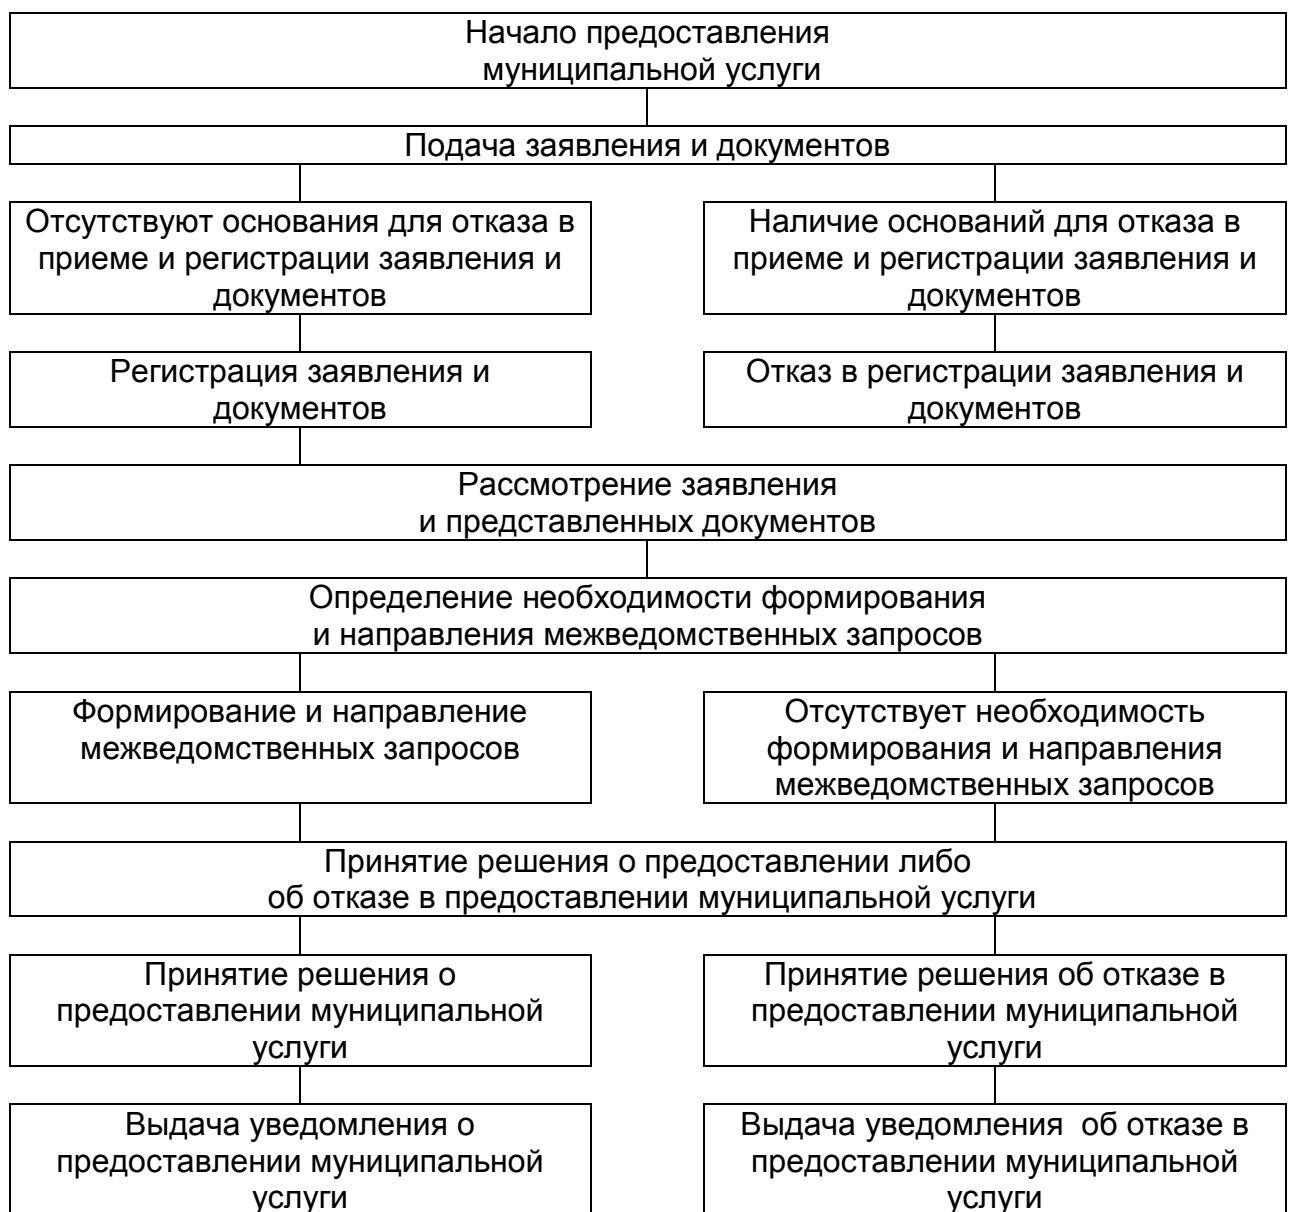 Начало предоставления
муниципальной услуги
Подача заявления и документов
Отсутствуют основания для отказа в
приеме и регистрации заявления и
документов
Наличие оснований для отказа в
приеме и регистрации заявления и
документов
Регистрация заявления и
документов
Отказ в регистрации заявления и
документов
Рассмотрение заявления
и представленных документов
Определение необходимости формирования
и направления межведомственных запросов
Формирование и направление
межведомственных запросов
Отсутствует необходимость
формирования и направления
межведомственных запросов
Принятие решения о предоставлении либо
об отказе в предоставлении муниципальной услуги
Принятие решения о
предоставлении муниципальной
услуги
Принятие решения об отказе в
предоставлении муниципальной
услуги
Выдача уведомления о
предоставлении муниципальной
услуги
Выдача уведомления  об отказе в
предоставлении муниципальной
услуги